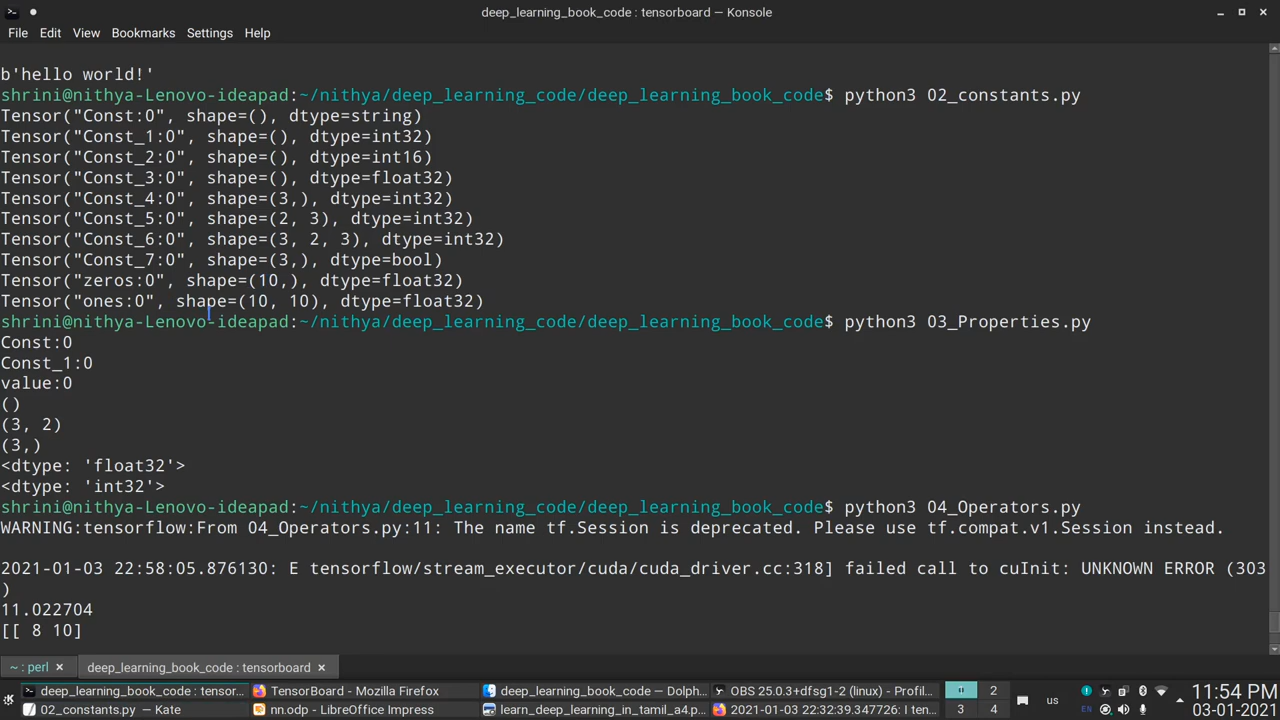 deep_learning_book_code : tensorboard — Konsole
File Edit View Bookmarks Settings Help
b'hello world!'
shrini@nithya-Lenovo-ideapad:~/nithya/deep_learning_code/deep_learning_book_code$ python3 02_constants.py
Tensor("Const:0", shape=(), dtype=string)
Tensor("Const_1:0", shape=(), dtype=int32)
Tensor("Const_2:0", shape=(), dtype=int16)
Tensor("Const_3:0", shape=(), dtype=float32)
Tensor("Const_4:0", shape=(3,), dtype=int32)
Tensor("Const_5:0", shape=(2, 3), dtype=int32)
Tensor("Const_6:0", shape=(3, 2, 3), dtype=int32)
Tensor("Const_7:0", shape=(3,), dtype=bool)
Tensor("zeros:0", shape=(10,), dtype=float32)
Tensor("ones:0", shape=(10, 10), dtype=float32)
shrini@nithya-Lenovo-ideapad:~/nithya/deep_learning_code/deep_learning_book_code$ python3 03_Properties.py
Const:0
Const_1:0
value:0
()
(3, 2)
(3,)
<dtype: 'float32'>
<dtype: 'int32'>
shrini@nithya-Lenovo-ideapad:~/nithya/deep_learning_code/deep_learning_book_code$ python3 04_Operators.py
WARNING:tensorflow:From 04_Operators.py:11: The name tf.Session is deprecated. Please use tf.compat.v1.Session instead.
2021-01-03 22:58:05.876130: E tensorflow/stream_executor/cuda/cuda_driver.cc:318] failed call to cuInit: UNKNOWN ERROR (303
)
11.022704
[[ 8 10]
~ : perl deep_learning_book_code : tensorboard
deep_learning_book_code : tensor... TensorBoard - Mozilla Firefox deep_learning_book_code — Dolph... OBS 25.0.3+dfsg1-2 (linux) - Profil... 2 11:54 PM
02_constants.py — Kate nn.odp - LibreOffice Impress learn_deep_learning_in_tamil_a4.p... 2021-01-03 22:32:39.347726: I ten... 3 4 us EN 03-01-2021